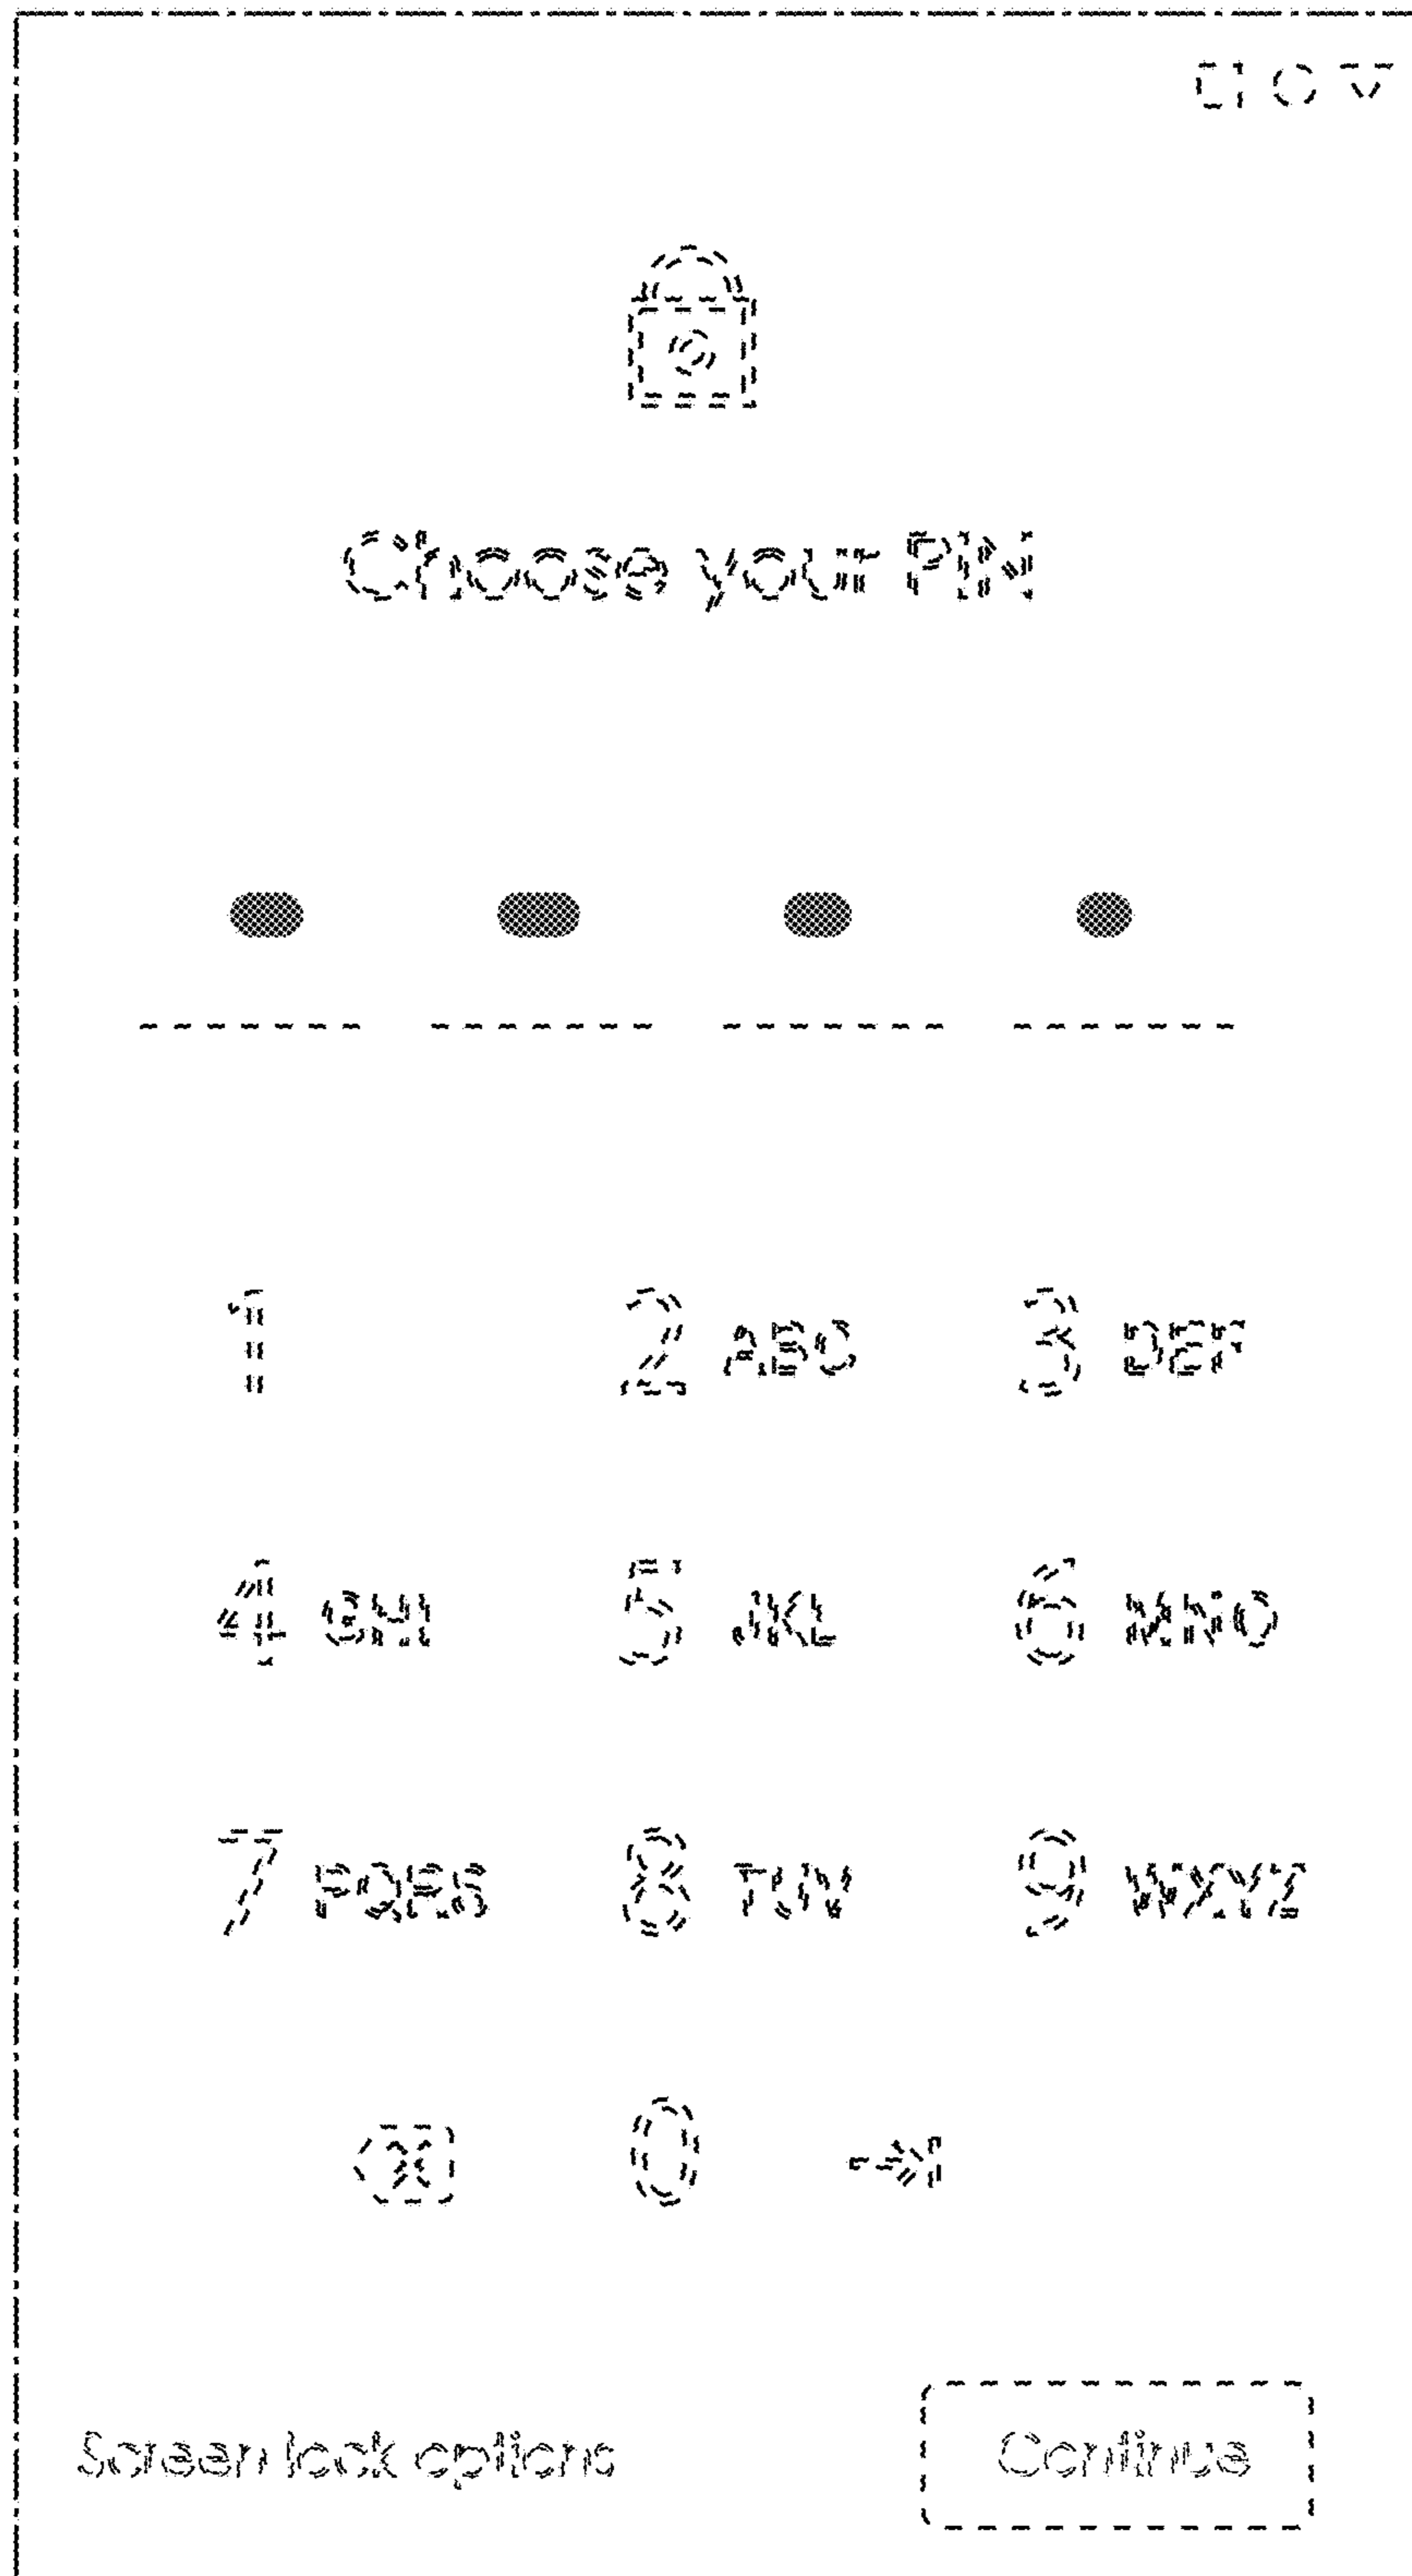 Choose your PIN
1 2 ABC 3 DEF
4 GHI 5 JKL 6 MNO
7 PQRS 8 TUV 9 WXYZ
0
Screen lock options Continue